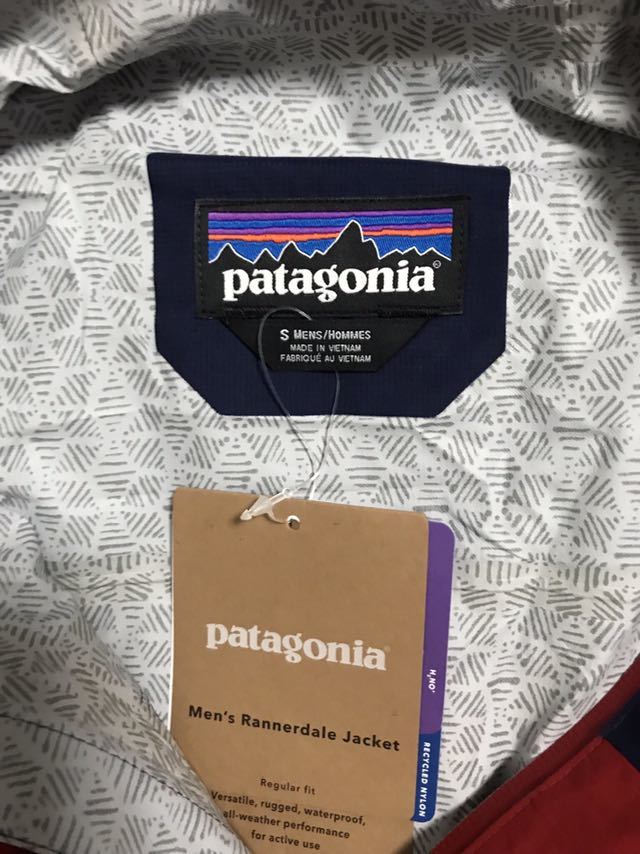 patagonia®
S MENS/HOMMES
MADE IN VIETNAM
FABRIQUÉ AU VIETNAM
patagonia®
Men's Rannerdale Jacket
Regular fit
Versatile, rugged, waterproof,
all-weather performance
for active use
H₂NO®
RECYCLED NYLON